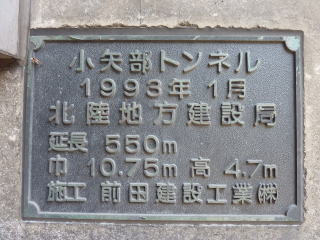 小矢部トンネル
1993年 1月
北陸地方建設局
延長 550m
巾 10.75m 高 4.7m
施工 前田建設工業㈱